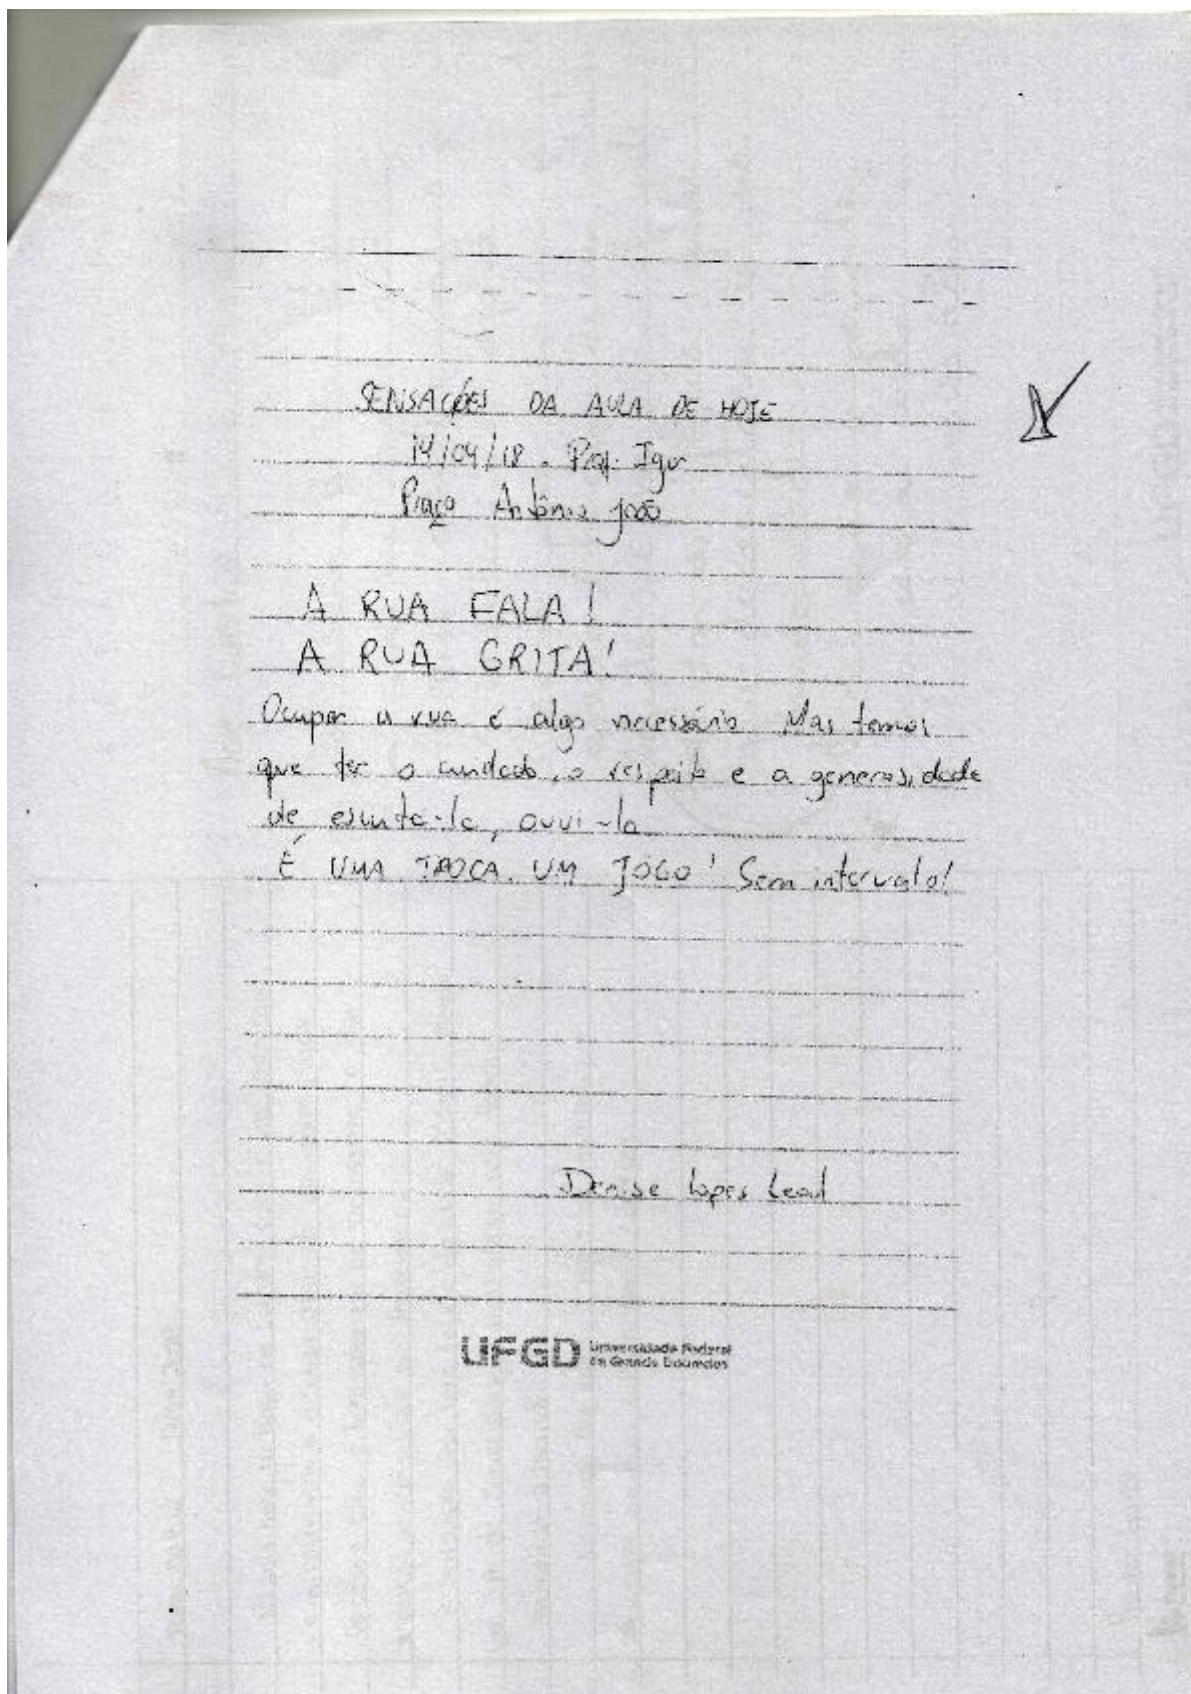 SENSAÇÕES DA AULA DE HOJE
14/04/18. Prof. Igor
Praça Antônio João
A RUA FALA!
A RUA GRITA!
Ocupar a rua é algo necessário. Mas temos
que ter o cuidado, o respeito e a generosidade
de escuta-la, ouvi-la
É UMA TROCA. UM JOGO! Sem intervalo!
Denise Lopes Leal
UFGD Universidade Federal
da Grande Dourados